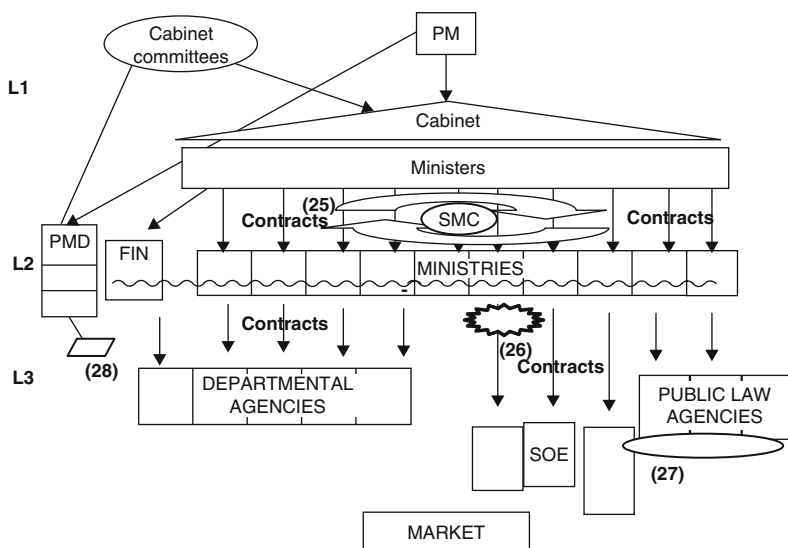 Cabinet
committees
PM
L1
Cabinet
Ministers
(25)
Contracts
SMC
Contracts
PMD
FIN
L2
MINISTRIES
Contracts
(26)
Contracts
(28)
L3
DEPARTMENTAL
AGENCIES
PUBLIC LAW
AGENCIES
SOE
(27)
MARKET